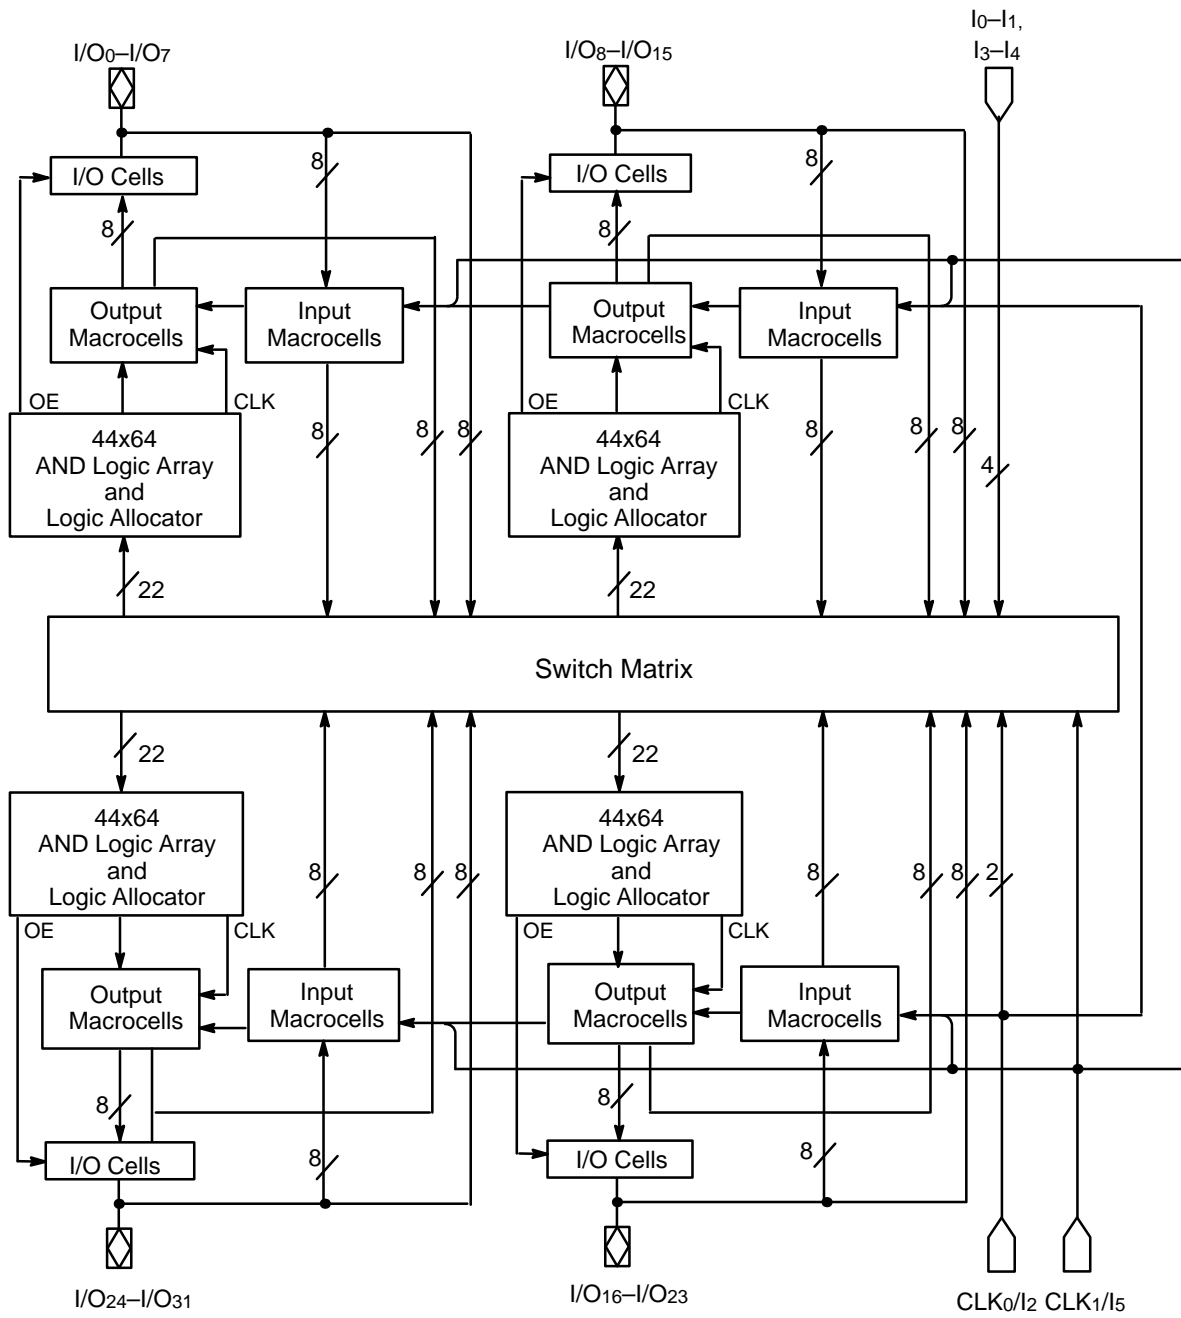 I/O0–I/O7
I/O8–I/O15
I0–I1,
I3–I4
I/O Cells
8
8
I/O Cells
8
8
Output
Macrocells
Input
Macrocells
Output
Macrocells
Input
Macrocells
OE
CLK
OE
CLK
44x64
AND Logic Array
and
Logic Allocator
8
8
8
44x64
AND Logic Array
and
Logic Allocator
8
8
8
4
22
22
Switch Matrix
22
22
44x64
AND Logic Array
and
Logic Allocator
8
8
8
44x64
AND Logic Array
and
Logic Allocator
8
8
8
2
OE
CLK
OE
CLK
Output
Macrocells
Input
Macrocells
Output
Macrocells
Input
Macrocells
8
8
I/O Cells
8
I/O Cells
8
I/O24–I/O31
I/O16–I/O23
CLK0/I2
CLK1/I5